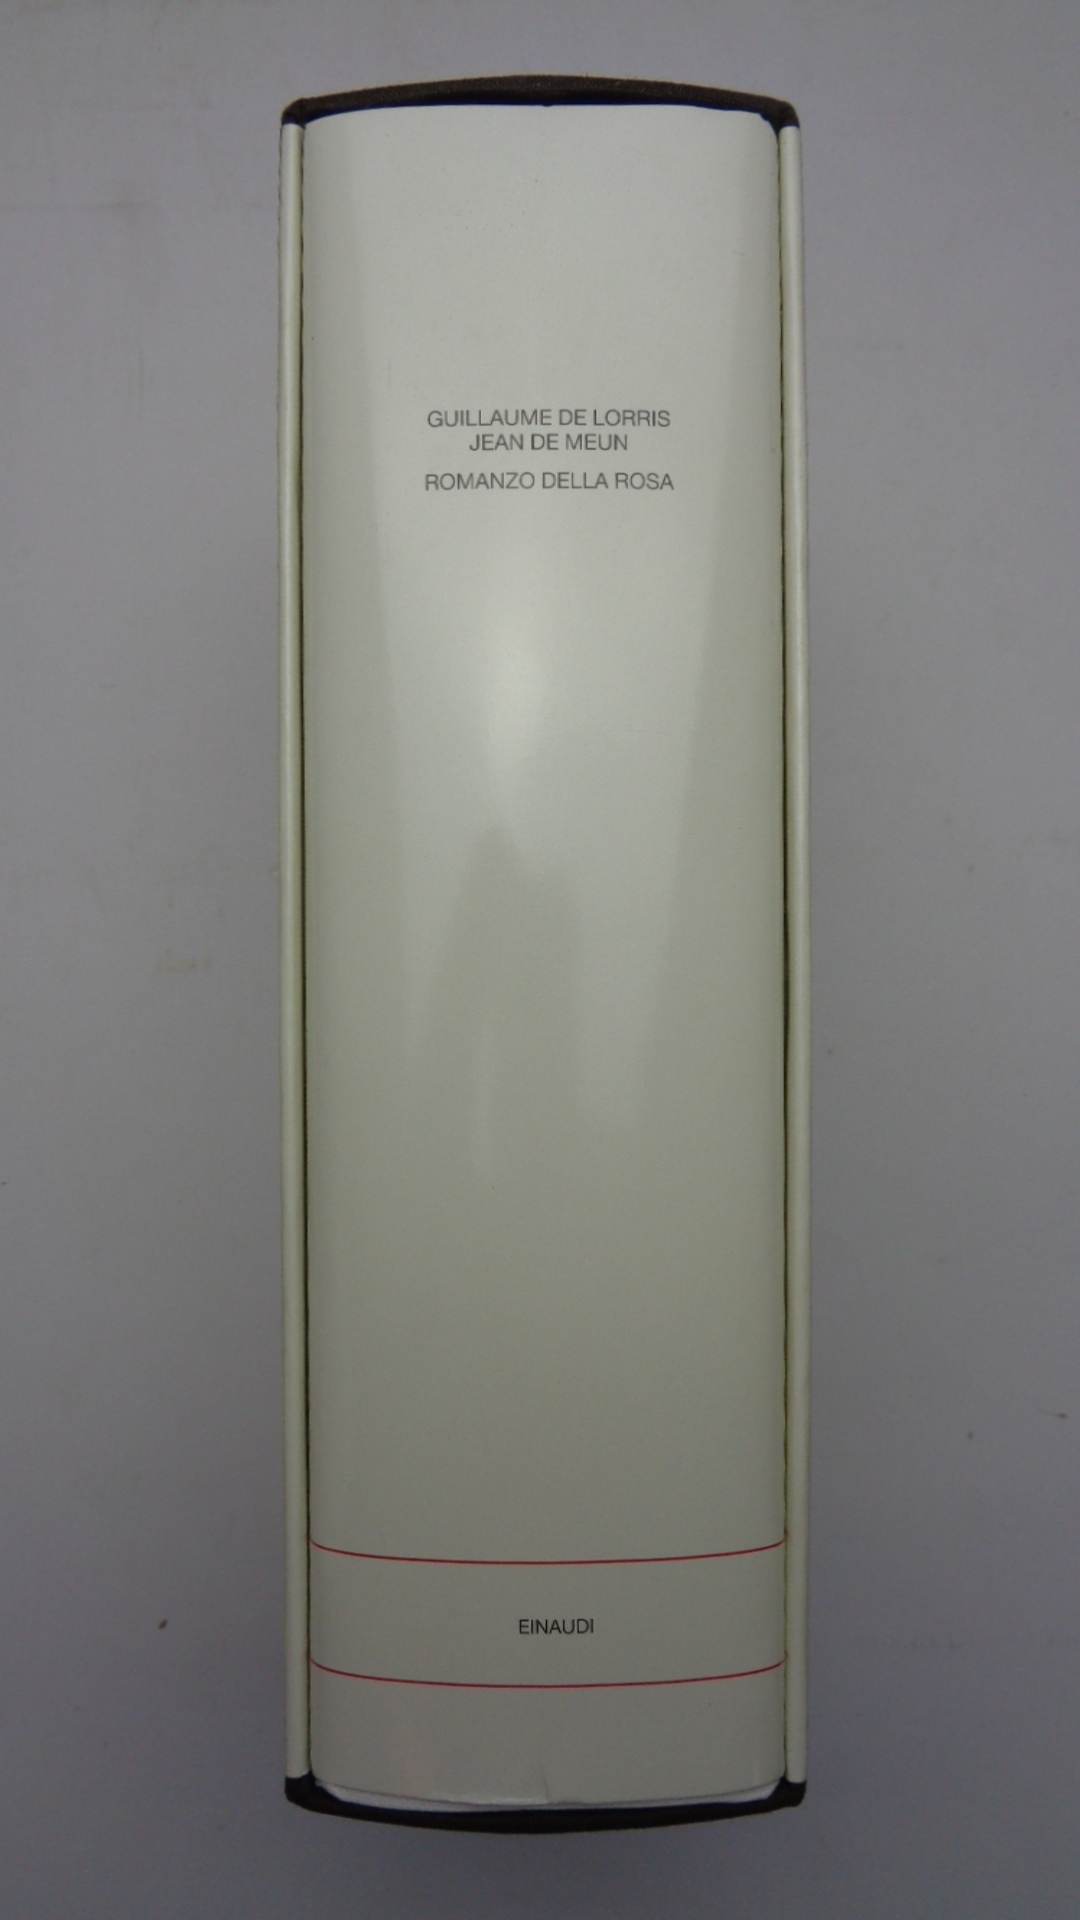 GUILLAUME DE LORRIS
JEAN DE MEUN
ROMANZO DELLA ROSA
EINAUDI